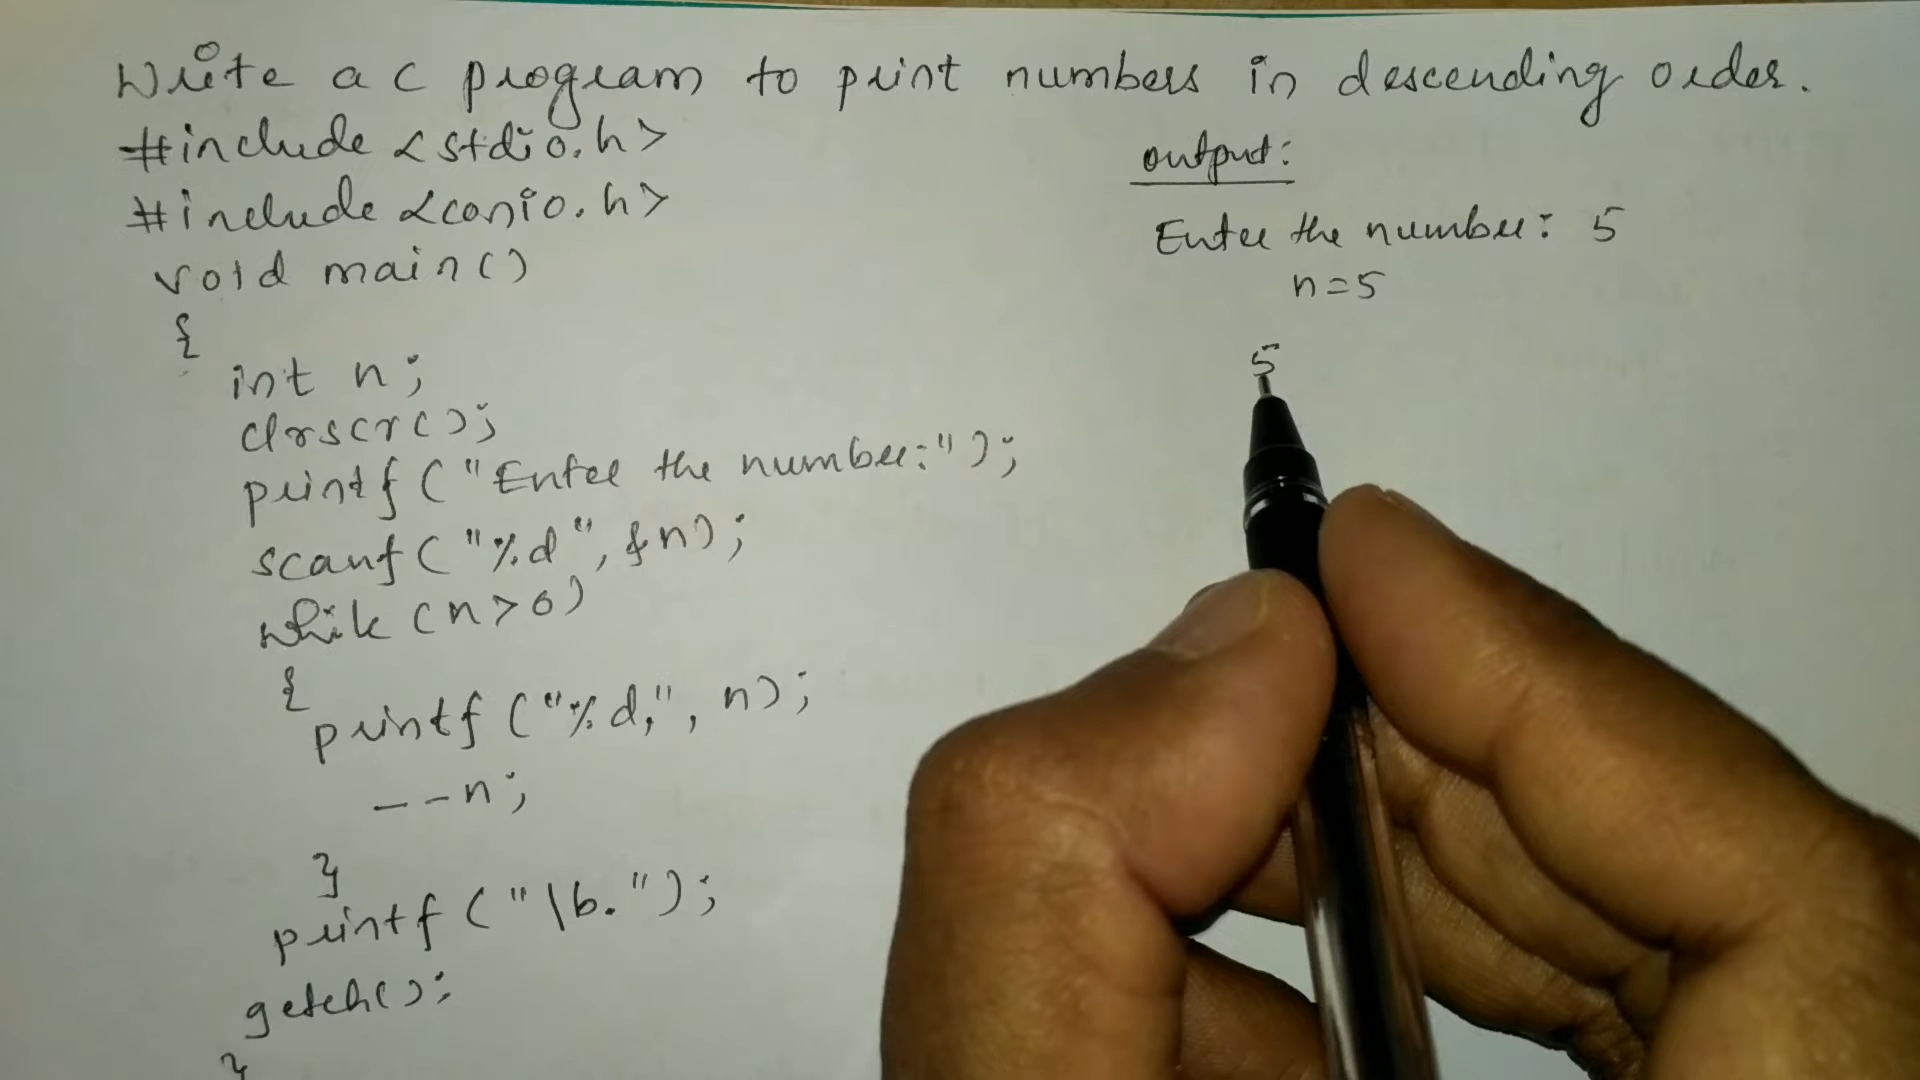 Write a c program to print numbers in descending order.
#include <stdio.h>
#include <conio.h>
void main()
{
int n;
clrscr();
printf ("Enter the number:");
scanf ("%d", &n);
while (n>0)
{
printf ("%d,", n);
--n;
}
printf ("\b.");
getch();
}
output:
Enter the number: 5
n=5
5